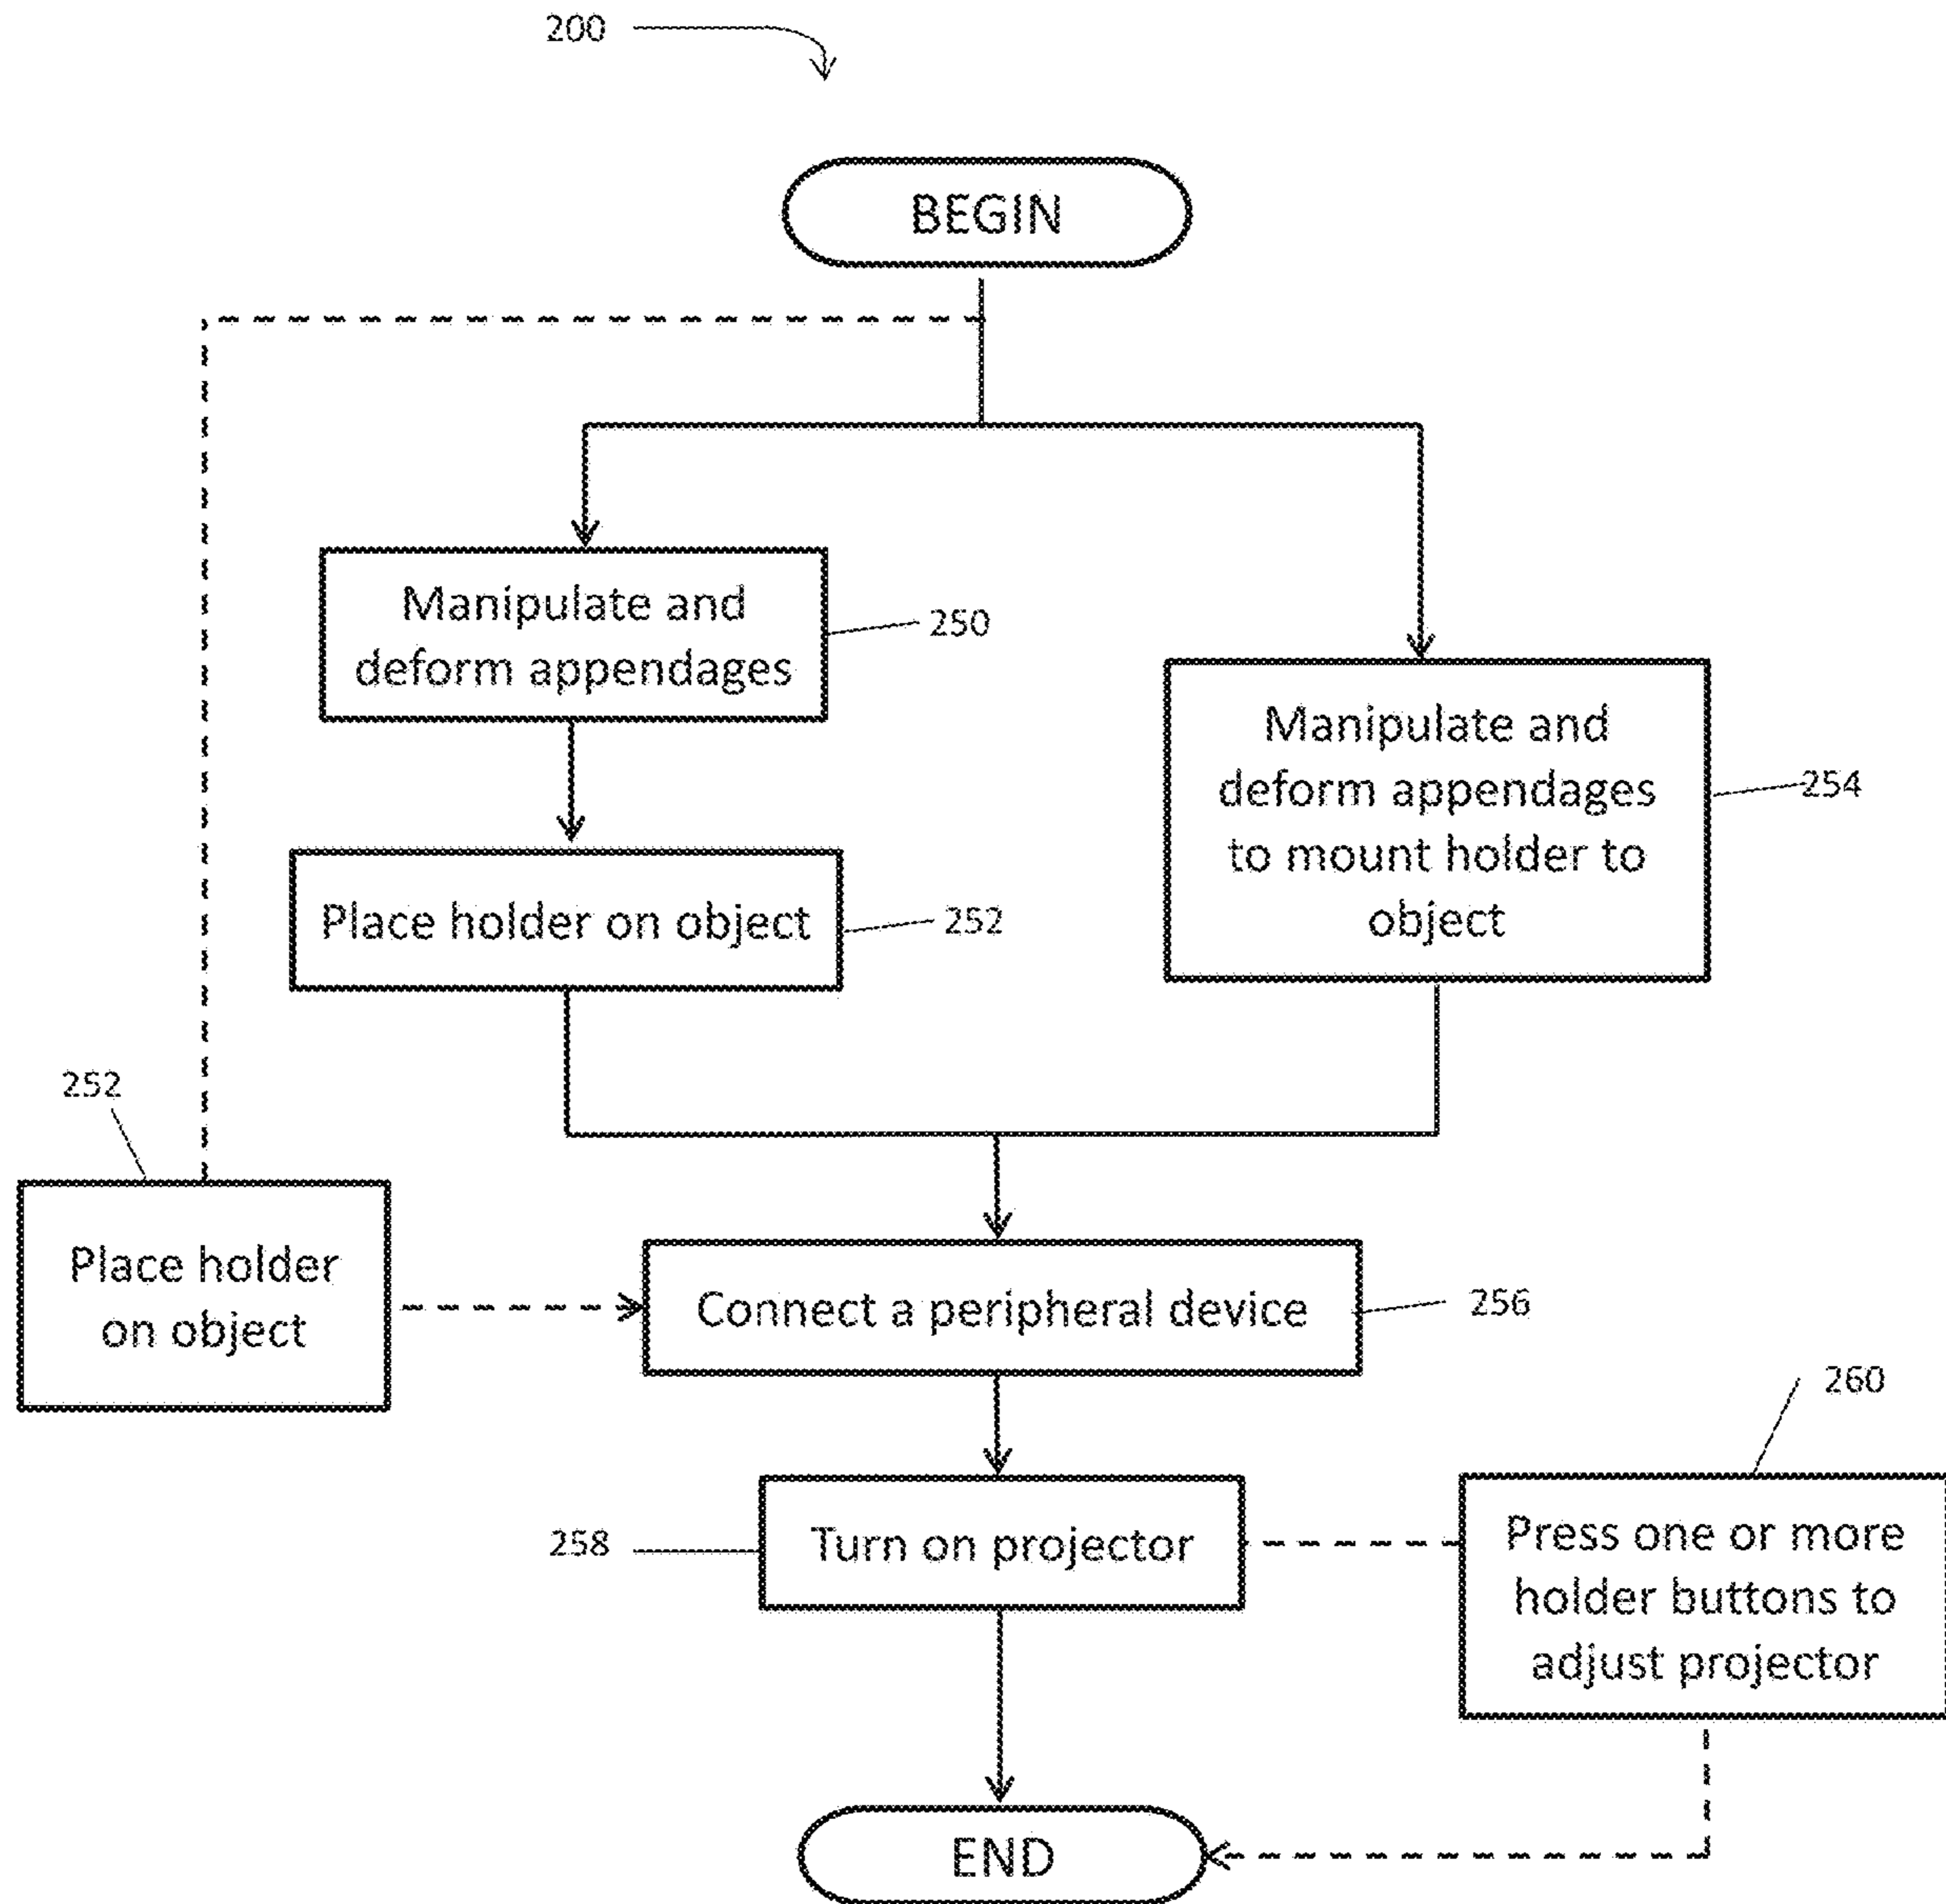 200
BEGIN
Manipulate and
deform appendages
250
Manipulate and
deform appendages
to mount holder to
object
254
Place holder on object
252
252
Place holder
on object
Connect a peripheral device
256
260
Turn on projector
258
Press one or more
holder buttons to
adjust projector
END